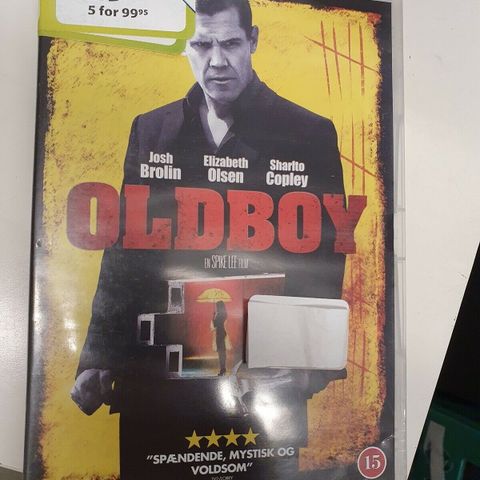 5 for 99⁹⁵
Josh Brolin
Elizabeth Olsen
Sharlto Copley
OLDBOY
EN SPIKE LEE FILM
"SPÆNDENDE, MYSTISK OG
VOLDSOM"
15